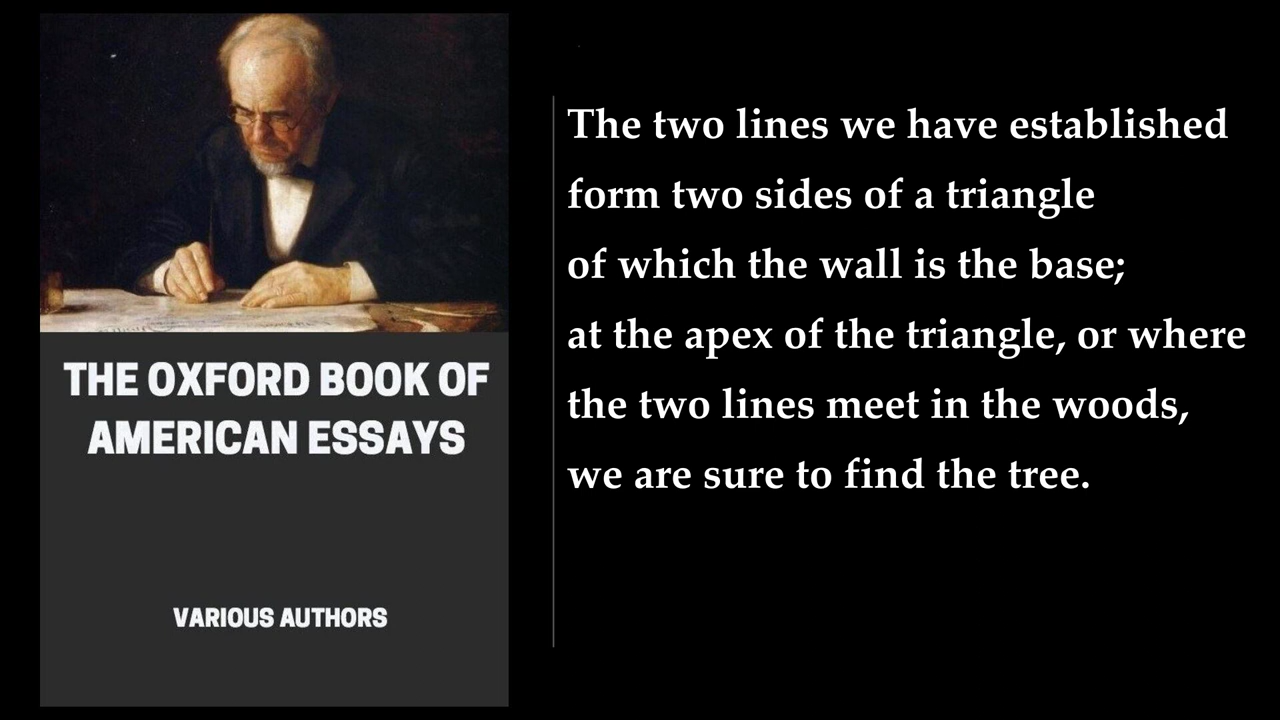 THE OXFORD BOOK OF
AMERICAN ESSAYS
VARIOUS AUTHORS
The two lines we have established
form two sides of a triangle
of which the wall is the base;
at the apex of the triangle, or where
the two lines meet in the woods,
we are sure to find the tree.